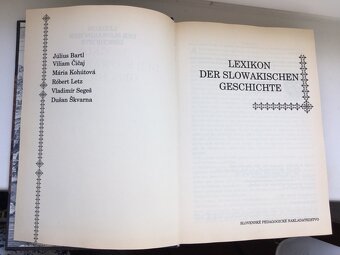 Július Bartl
Viliam Čičaj
Mária Kohútová
Róbert Letz
Vladimír Segeš
Dušan Škvarna
LEXIKON
DER SLOWAKISCHEN
GESCHICHTE
SLOVENSKÉ PEDAGOGICKÉ NAKLADATEĽSTVO